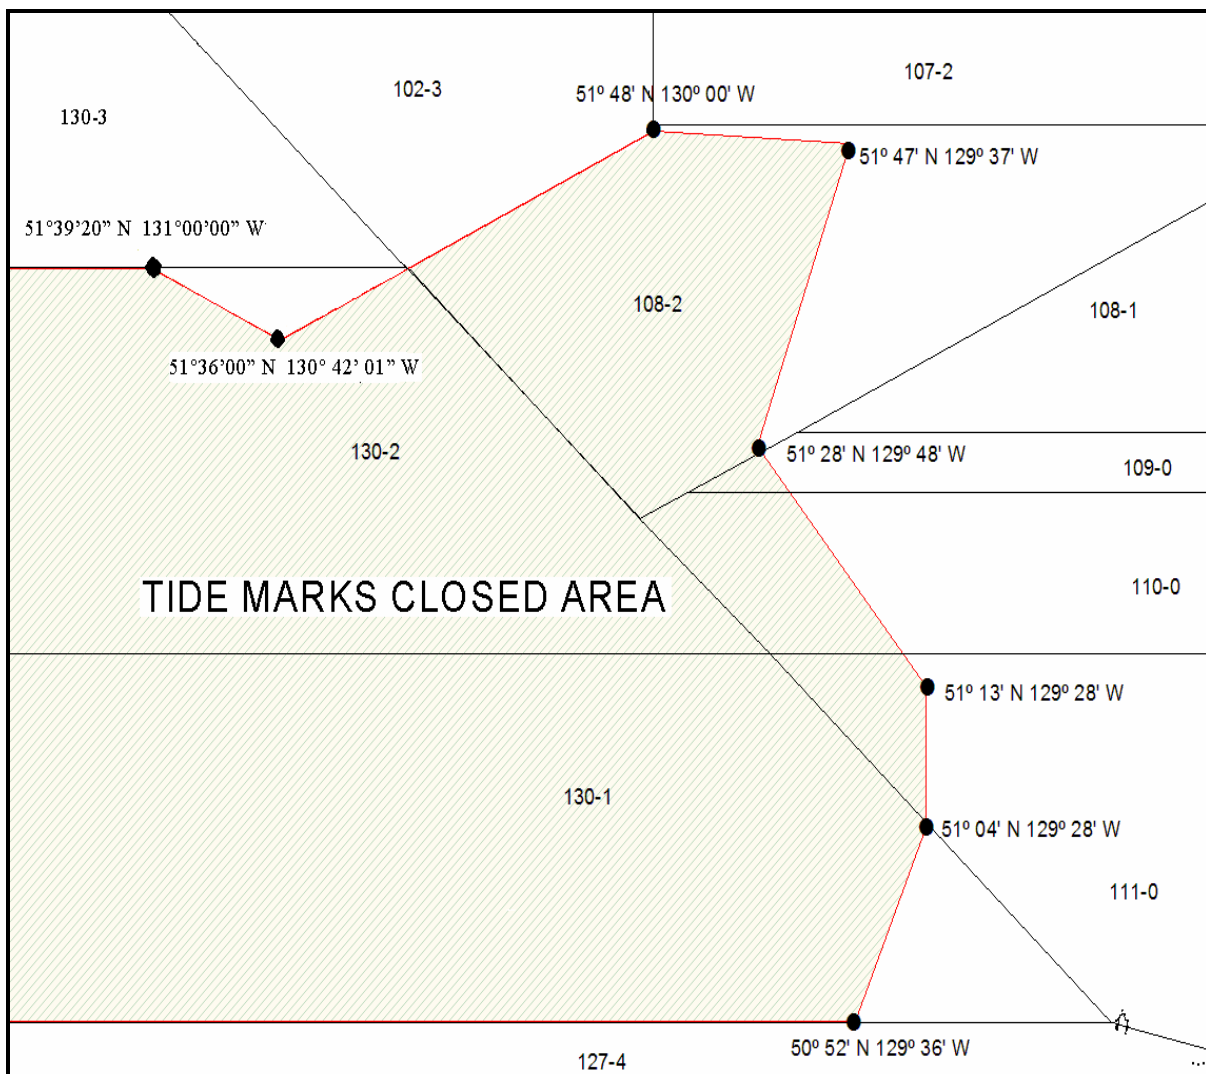 107-2
102-3
51º 48' N 130º 00' W
130-3
51º 47' N 129º 37' W
51°39'20” N 131°00’00” W
108-2
108-1
51°36’00” N 130° 42’ 01” W
130-2
51º 28' N 129º 48' W
109-0
TIDE MARKS CLOSED AREA
110-0
51º 13' N 129º 28' W
130-1
51º 04' N 129º 28' W
111-0
50º 52' N 129º 36' W
127-4